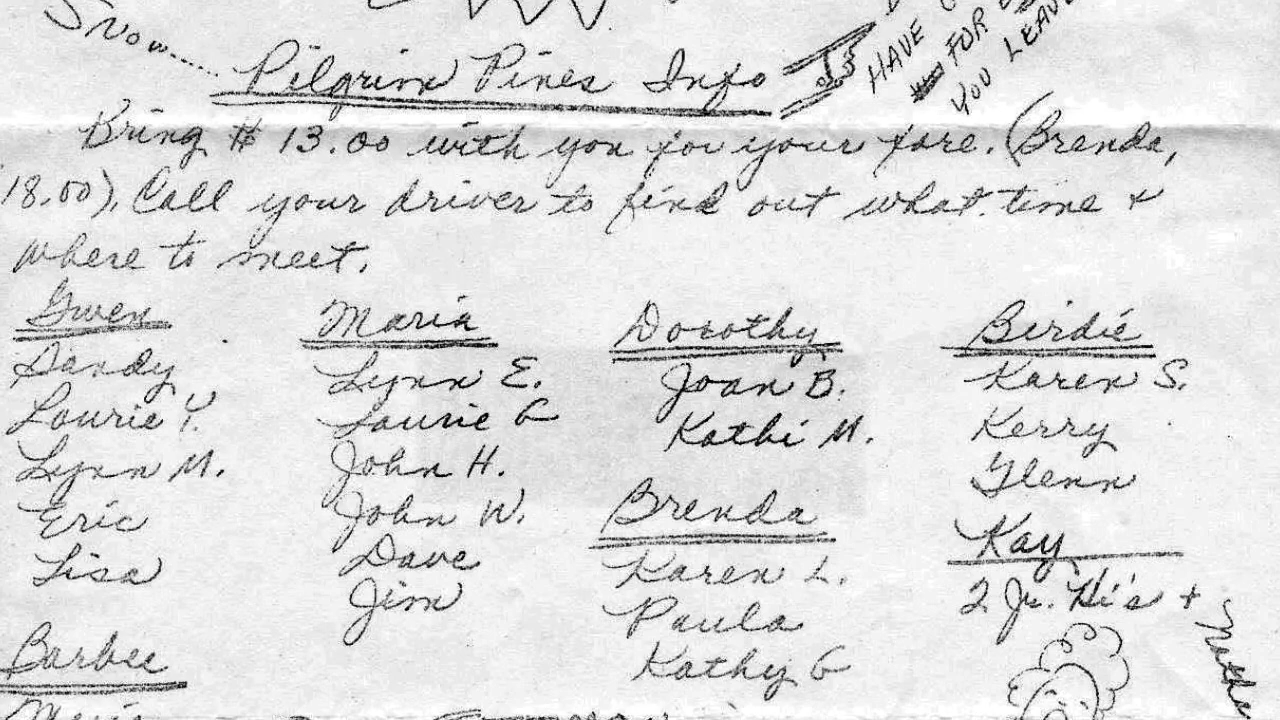 Snow......
Pilgrim Pines Info
HAVE
FOR
YOU LEAVE
Bring $13.00 with you for your fare. (Brenda,
18.00). Call your driver to find out what time +
where to meet.
Gwen
Dandy
Laurie Y.
Lynn M.
Eric
Lisa
Barbee
Maria
Lynn E.
Laurie G
John H.
John W.
Dave
Jim
Dorothy
Joan B.
Kathi M.
Brenda
Karen L.
Paula
Kathy G
Birdie
Karen S.
Kerry
Glenn
Kay
2 Jr. Hi's +